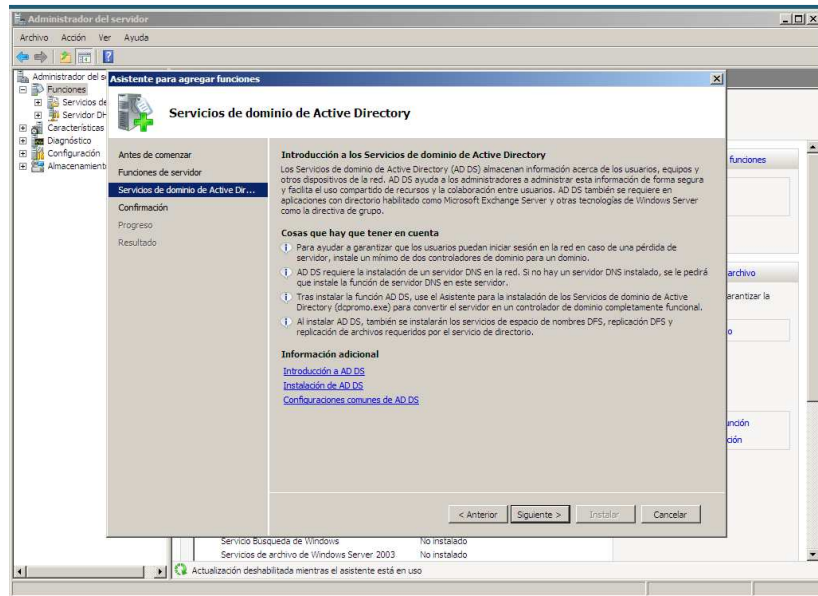 Administrador del servidor
Archivo Acción Ver Ayuda
Administrador del s
Funciones
Servicios de
Servidor DH
Características
Diagnóstico
Configuración
Almacenamient
Asistente para agregar funciones
Servicios de dominio de Active Directory
Antes de comenzar
Funciones de servidor
Servicios de dominio de Active Dir...
Confirmación
Progreso
Resultado
Introducción a los Servicios de dominio de Active Directory
Los Servicios de dominio de Active Directory (AD DS) almacenan información acerca de los usuarios, equipos y
otros dispositivos de la red. AD DS ayuda a los administradores a administrar esta información de forma segura
y facilita el uso compartido de recursos y la colaboración entre usuarios. AD DS también se requiere en
aplicaciones con directorio habilitado como Microsoft Exchange Server y otras tecnologías de Windows Server
como la directiva de grupo.
Cosas que hay que tener en cuenta
Para ayudar a garantizar que los usuarios puedan iniciar sesión en la red en caso de una pérdida de
servidor, instale un mínimo de dos controladores de dominio para un dominio.
AD DS requiere la instalación de un servidor DNS en la red. Si no hay un servidor DNS instalado, se le pedirá
que instale la función de servidor DNS en este servidor.
Tras instalar la función AD DS, use el Asistente para la instalación de los Servicios de dominio de Active
Directory (dcpromo.exe) para convertir el servidor en un controlador de dominio completamente funcional.
Al instalar AD DS, también se instalarán los servicios de espacio de nombres DFS, replicación DFS y
replicación de archivos requeridos por el servicio de directorio.
Información adicional
Introducción a AD DS
Instalación de AD DS
Configuraciones comunes de AD DS
< Anterior Siguiente > Instalar Cancelar
funciones
archivo
arantizar la
o
unción
ción
Servicio Búsqueda de Windows No instalado
Servicios de archivo de Windows Server 2003 No instalado
Actualización deshabilitada mientras el asistente está en uso